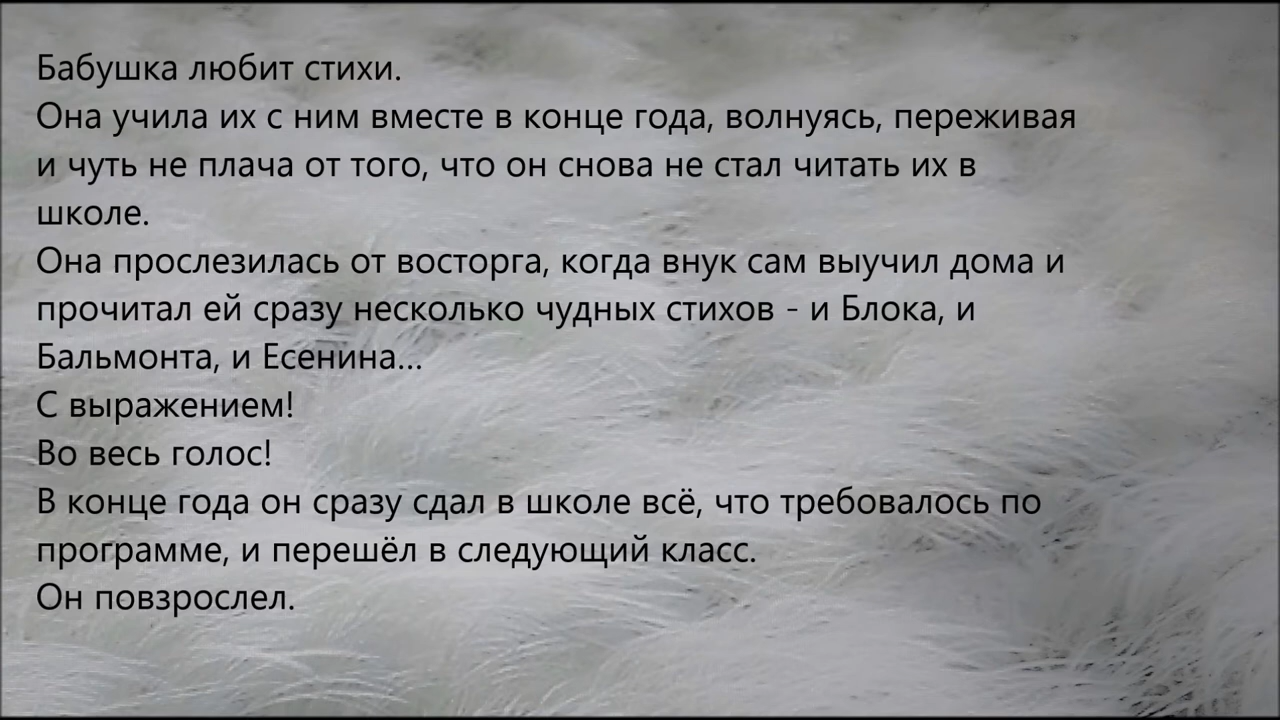 Бабушка любит стихи.
Она учила их с ним вместе в конце года, волнуясь, переживая
и чуть не плача от того, что он снова не стал читать их в
школе.
Она прослезилась от восторга, когда внук сам выучил дома и
прочитал ей сразу несколько чудных стихов - и Блока, и
Бальмонта, и Есенина...
С выражением!
Во весь голос!
В конце года он сразу сдал в школе всё, что требовалось по
программе, и перешёл в следующий класс.
Он повзрослел.